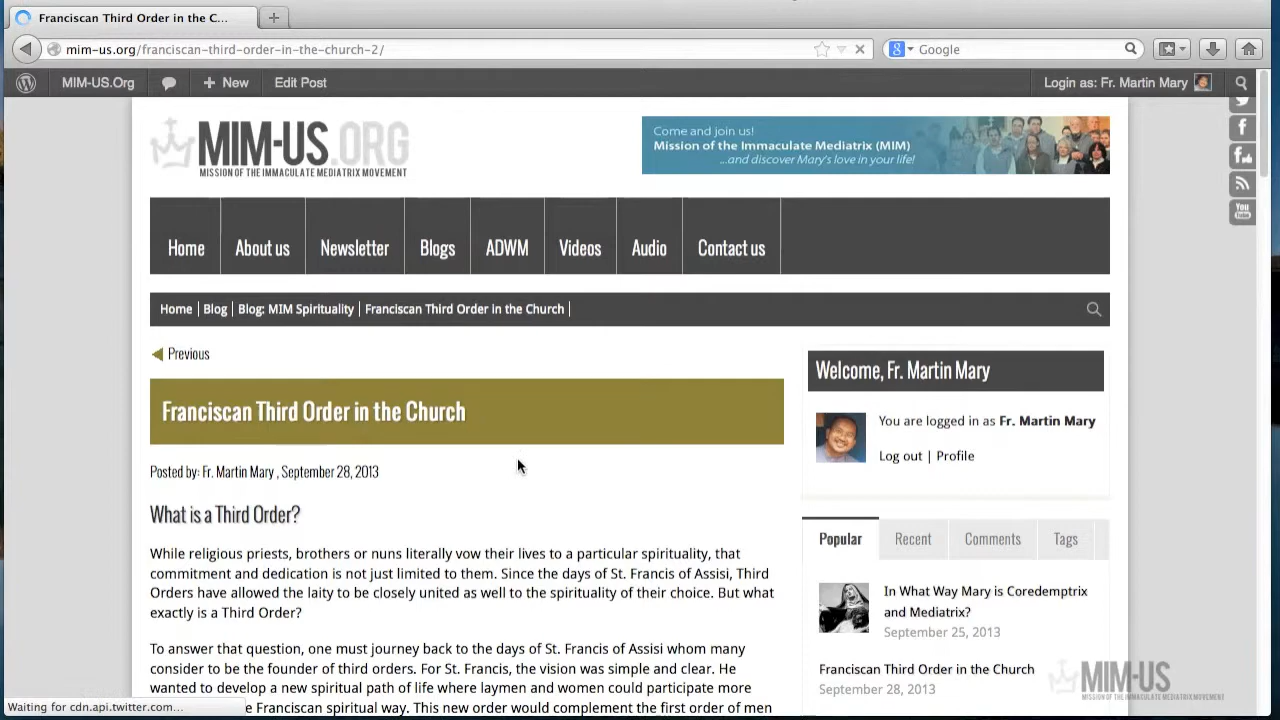 Franciscan Third Order in the C...
mim-us.org/franciscan-third-order-in-the-church-2/
Google
MIM-US.Org
New
Edit Post
Login as: Fr. Martin Mary
MIM-US.ORG
MISSION OF THE IMMACULATE MEDIATRIX MOVEMENT
Come and join us!
Mission of the Immaculate Mediatrix (MIM)
...and discover Mary's love in your life!
Home
About us
Newsletter
Blogs
ADWM
Videos
Audio
Contact us
Home | Blog | Blog: MIM Spirituality | Franciscan Third Order in the Church |
Previous
Franciscan Third Order in the Church
Posted by: Fr. Martin Mary , September 28, 2013
What is a Third Order?
While religious priests, brothers or nuns literally vow their lives to a particular spirituality, that
commitment and dedication is not just limited to them. Since the days of St. Francis of Assisi, Third
Orders have allowed the laity to be closely united as well to the spirituality of their choice. But what
exactly is a Third Order?
To answer that question, one must journey back to the days of St. Francis of Assisi whom many
consider to be the founder of third orders. For St. Francis, the vision was simple and clear. He
wanted to develop a new spiritual path of life where laymen and women could participate more
e Franciscan spiritual way. This new order would complement the first order of men
Waiting for cdn.api.twitter.com...
Welcome, Fr. Martin Mary
You are logged in as Fr. Martin Mary
Log out | Profile
Popular
Recent
Comments
Tags
In What Way Mary is Coredemptrix
and Mediatrix?
September 25, 2013
Franciscan Third Order in the Church
September 28, 2013
MIM-US
MISSION OF THE IMMACULATE MEDIATRIX MOVEMENT
You
Tube